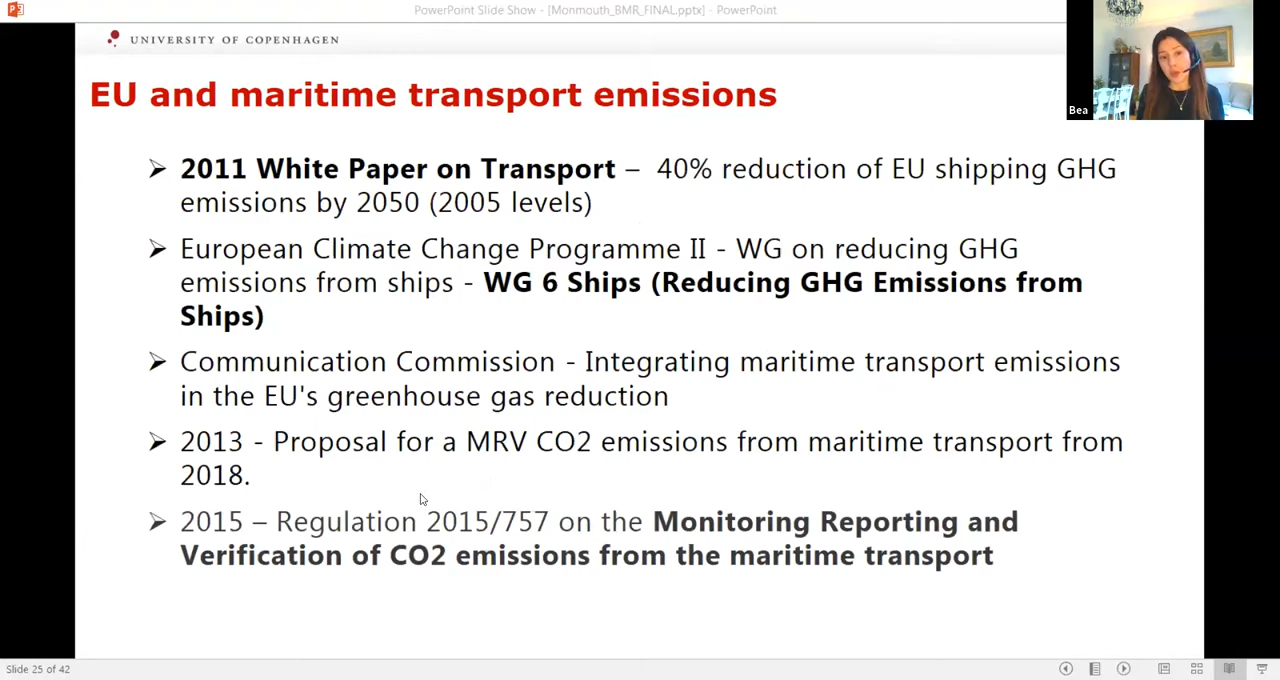 PowerPoint Slide Show - [Monmouth_BMR_FINAL.pptx] - PowerPoint
UNIVERSITY OF COPENHAGEN
Bea
EU and maritime transport emissions
➢ 2011 White Paper on Transport – 40% reduction of EU shipping GHG
emissions by 2050 (2005 levels)
➢ European Climate Change Programme II - WG on reducing GHG
emissions from ships - WG 6 Ships (Reducing GHG Emissions from
Ships)
➢ Communication Commission - Integrating maritime transport emissions
in the EU's greenhouse gas reduction
➢ 2013 - Proposal for a MRV CO2 emissions from maritime transport from
2018.
➢ 2015 – Regulation 2015/757 on the Monitoring Reporting and
Verification of CO2 emissions from the maritime transport
Slide 25 of 42